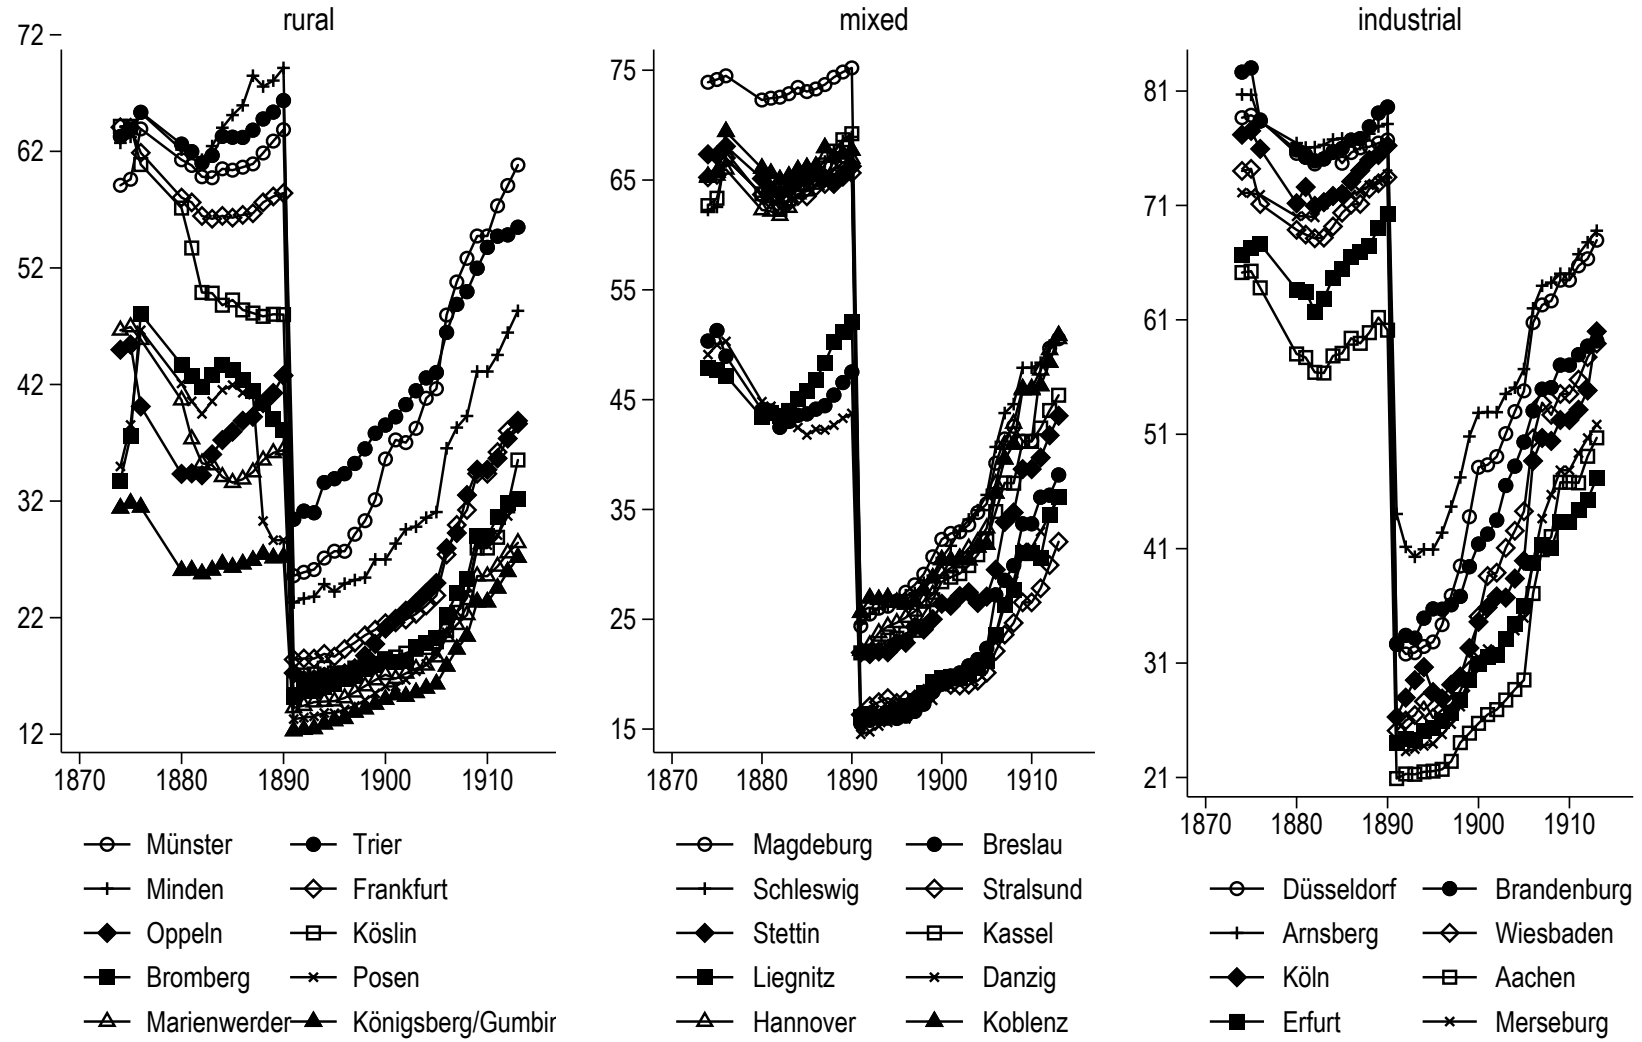 rural
72
62
52
42
32
22
12
1870 1880 1890 1900 1910
Münster Trier
Minden Frankfurt
Oppeln Köslin
Bromberg Posen
Marienwerder Königsberg/Gumbir
mixed
75
65
55
45
35
25
15
1870 1880 1890 1900 1910
Magdeburg Breslau
Schleswig Stralsund
Stettin Kassel
Liegnitz Danzig
Hannover Koblenz
industrial
81
71
61
51
41
31
21
1870 1880 1890 1900 1910
Düsseldorf Brandenburg
Arnsberg Wiesbaden
Köln Aachen
Erfurt Merseburg